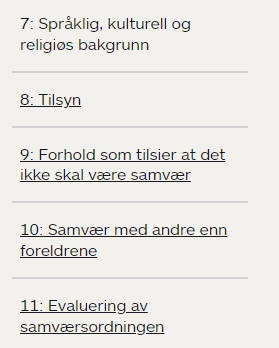 7: Språklig, kulturell og
religiøs bakgrunn
8: Tilsyn
9: Forhold som tilsier at det
ikke skal være samvær
10: Samvær med andre enn
foreldrene
11: Evaluering av
samværsordningen